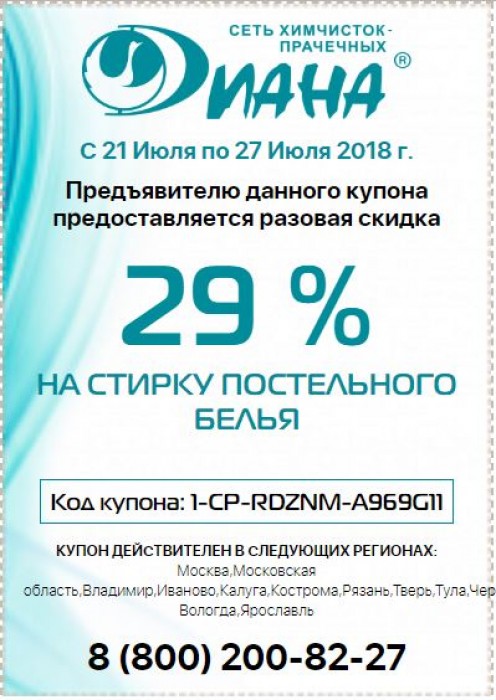 СЕТЬ ХИМЧИСТОК-
ПРАЧЕЧНЫХ
ДИАНА ®
С 21 Июля по 27 Июля 2018 г.
Предъявителю данного купона
предоставляется разовая скидка
29 %
НА СТИРКУ ПОСТЕЛЬНОГО
БЕЛЬЯ
Код купона: 1-CP-RDZNM-A969G11
КУПОН ДЕЙСТВИТЕЛЕН В СЛЕДУЮЩИХ РЕГИОНАХ:
Москва,Московская
область,Владимир,Иваново,Калуга,Кострома,Рязань,Тверь,Тула,Чер
Вологда,Ярославль
8 (800) 200-82-27